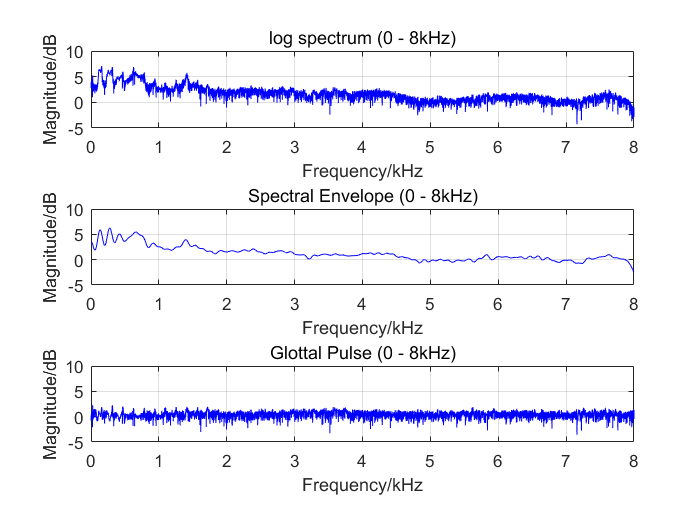 log spectrum (0 - 8kHz)
Magnitude/dB
10
5
0
-5
0 1 2 3 4 5 6 7 8
Frequency/kHz
Spectral Envelope (0 - 8kHz)
Magnitude/dB
10
5
0
-5
0 1 2 3 4 5 6 7 8
Frequency/kHz
Glottal Pulse (0 - 8kHz)
Magnitude/dB
10
5
0
-5
0 1 2 3 4 5 6 7 8
Frequency/kHz